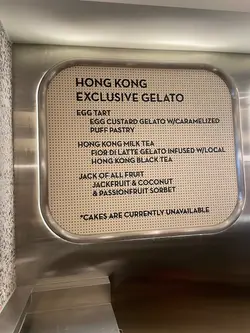 HONG KONG
EXCLUSIVE GELATO
EGG TART
EGG CUSTARD GELATO W/CARAMELIZED
PUFF PASTRY
HONG KONG MILK TEA
FIOR DI LATTE GELATO INFUSED W/LOCAL
HONG KONG BLACK TEA
JACK OF ALL FRUIT
JACKFRUIT & COCONUT
& PASSIONFRUIT SORBET
*CAKES ARE CURRENTLY UNAVAILABLE